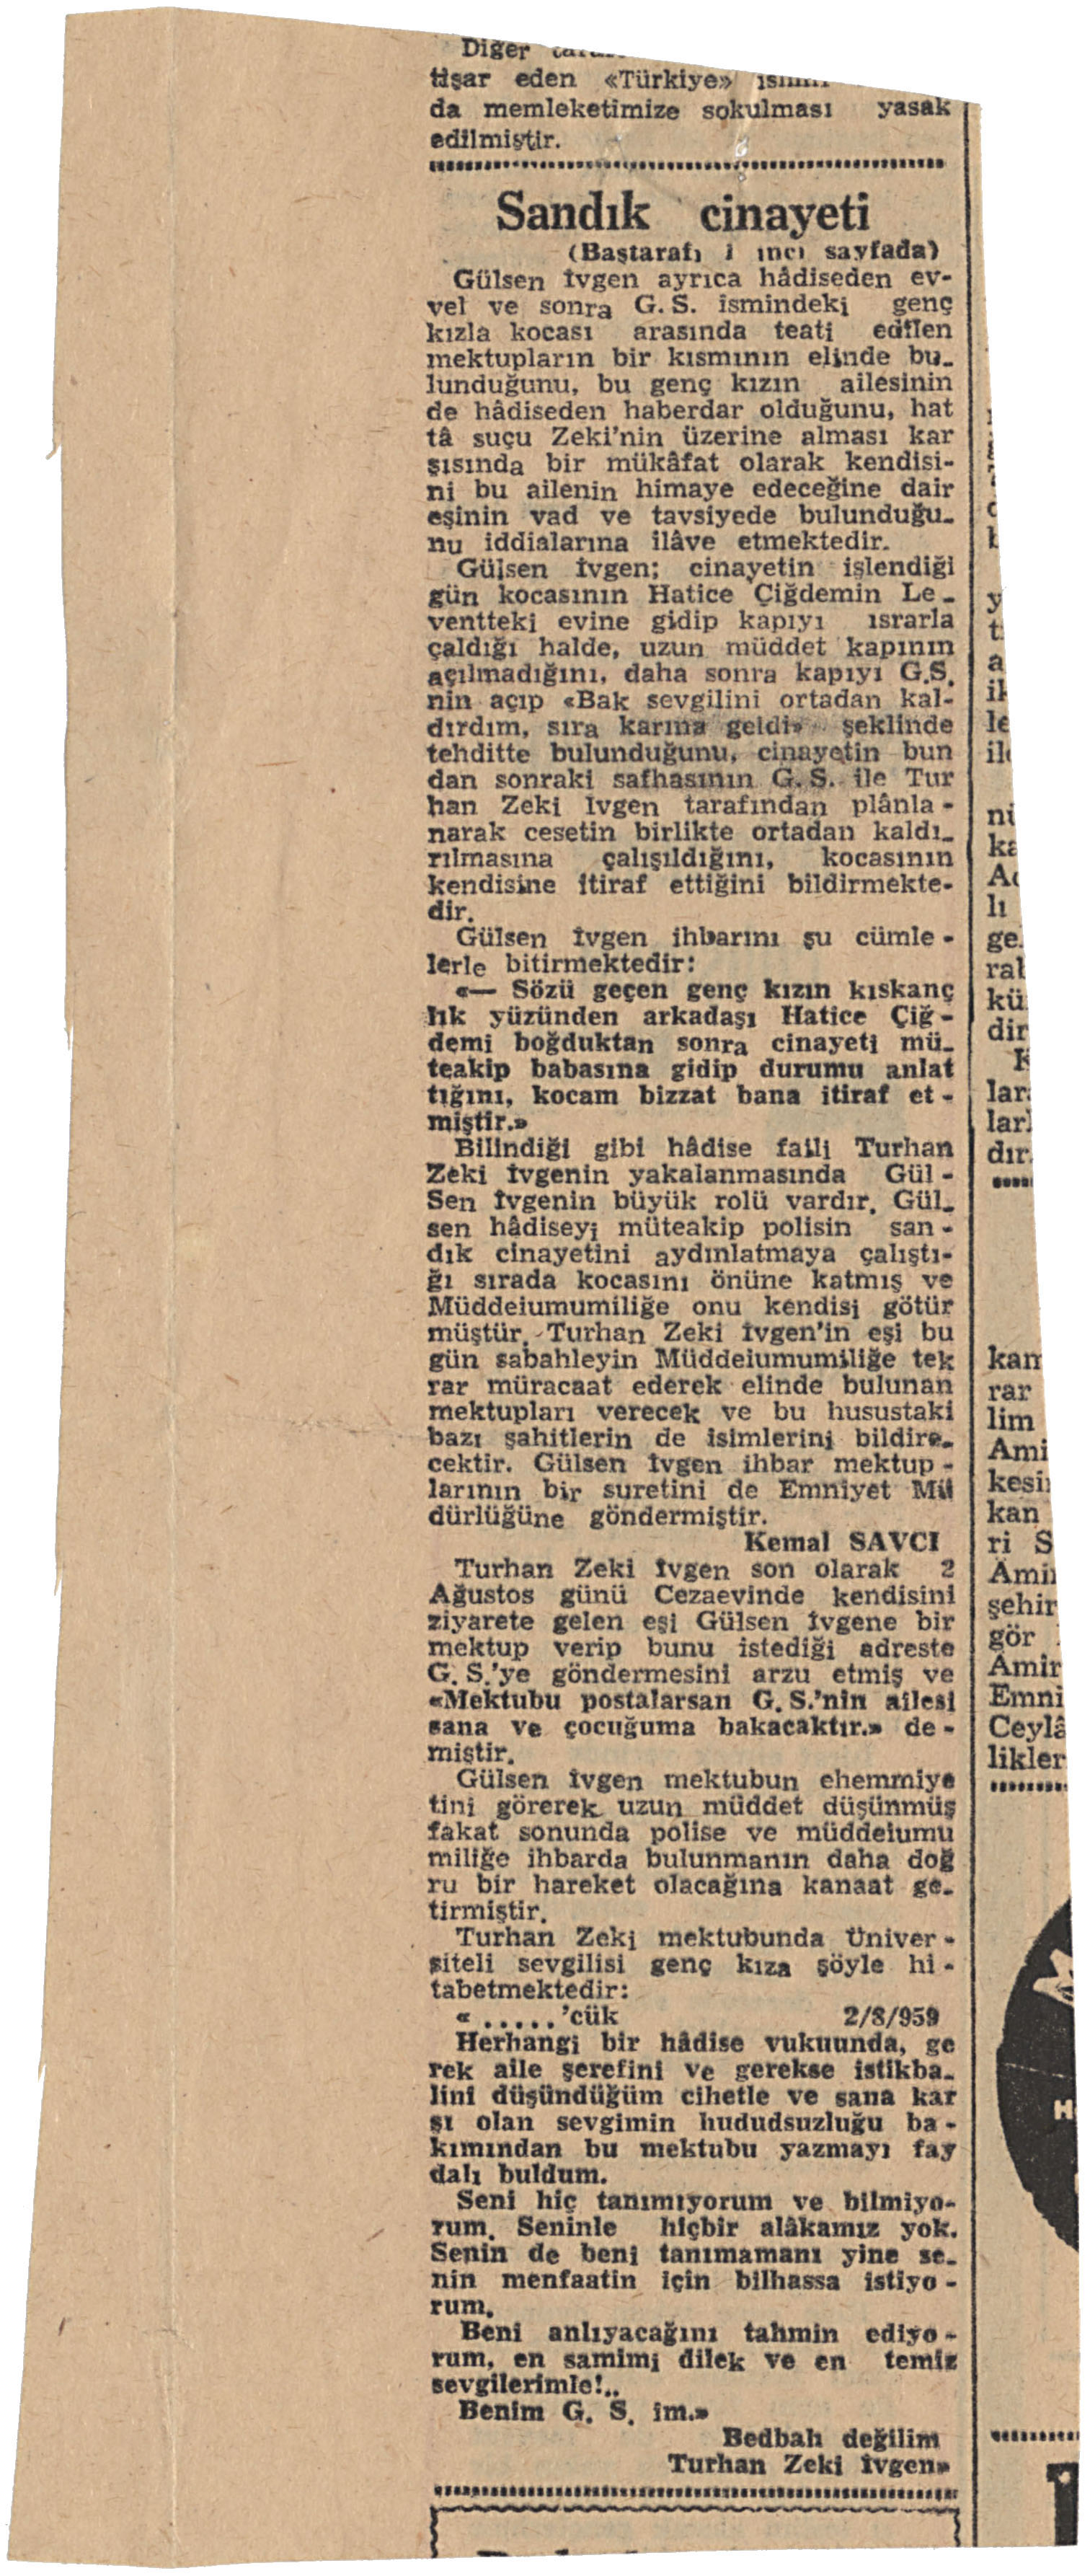 Diğer
tişar eden «Türkiye»
da memleketimize sokulması yasak
edilmiştir.
Sandık cinayeti
(Baştarafı 1 inci sayfada)
Gülsen İvgen ayrıca hâdiseden ev-
vel ve sonra G. S. ismindeki genç
kızla kocası arasında teati edilen
mektupların bir kısmının elinde bu-
lunduğunu, bu genç kızın ailesinin
de hâdiseden haberdar olduğunu, hat
tâ suçu Zeki'nin üzerine alması kar
şısında bir mükâfat olarak kendisi-
ni bu ailenin himaye edeceğine dair
eşinin vad ve tavsiyede bulunduğu-
nu iddialarına ilâve etmektedir.
Gülsen İvgen; cinayetin işlendiği
gün kocasının Hatice Çiğdemin Le-
ventteki evine gidip kapıyı ısrarla
çaldığı halde, uzun müddet kapının
açılmadığını, daha sonra kapıyı G.S.
nin açıp «Bak sevgilini ortadan kal-
dırdım, sıra karına geldi» şeklinde
tehditte bulunduğunu, cinayetin bun
dan sonraki safhasının G. S. ile Tur
han Zeki İvgen tarafından plânla-
narak cesetin birlikte ortadan kaldı-
rılmasına çalışıldığını, kocasının
kendisine itiraf ettiğini bildirmekte-
dir.
Gülsen İvgen ihbarını şu cümle-
lerle bitirmektedir:
«— Sözü geçen genç kızın kıskanç
lık yüzünden arkadaşı Hatice Çiğ-
demi boğduktan sonra cinayeti mü-
teakip babasına gidip durumu anlat
tığını, kocam bizzat bana itiraf et-
miştir.»
Bilindiği gibi hâdise faili Turhan
Zeki İvgenin yakalanmasında Gül-
Sen İvgenin büyük rolü vardır. Gül-
sen hâdiseyi müteakip polisin san-
dık cinayetini aydınlatmaya çalıştı-
ğı sırada kocasını önüne katmış ve
Müddeiumumiliğe onu kendisi götür
müştür. Turhan Zeki İvgen'in eşi bu
gün sabahleyin Müddeiumumiliğe tek
rar müracaat ederek elinde bulunan
mektupları verecek ve bu husustaki
bazı şahitlerin de isimlerini bildire-
cektir. Gülsen İvgen ihbar mektup-
larının bir suretini de Emniyet Mü
dürlüğüne göndermiştir.
Kemal SAVCI
Turhan Zeki İvgen son olarak 2
Ağustos günü Cezaevinde kendisini
ziyarete gelen eşi Gülsen İvgene bir
mektup verip bunu istediği adreste
G. S.'ye göndermesini arzu etmiş ve
«Mektubu postalarsan G. S.'nin ailesi
sana ve çocuğuma bakacaktır.» de-
miştir.
Gülsen İvgen mektubun ehemmiye
tini görerek uzun müddet düşünmüş
fakat sonunda polise ve müddeiumu
miliğe ihbarda bulunmanın daha doğ
ru bir hareket olacağına kanaat ge-
tirmiştir.
Turhan Zeki mektubunda Üniver-
siteli sevgilisi genç kıza şöyle hi-
tabetmektedir:
« .....'cük 2/8/959
Herhangi bir hâdise vukuunda, ge
rek aile şerefini ve gerekse istikba-
lini düşündüğüm cihetle ve sana kar
şı olan sevgimin hududsuzluğu ba-
kımından bu mektubu yazmayı fay
dalı buldum.
Seni hiç tanımıyorum ve bilmiyo-
rum. Seninle hiçbir alâkamız yok.
Senin de beni tanımamanı yine se-
nin menfaatin için bilhassa istiyo-
rum.
Beni anlıyacağını tahmin ediyo-
rum, en samimi dilek ve en temiz
sevgilerimle!..
Benim G. S. im.»
Bedbah değilim
Turhan Zeki İvgen»
kan
rar
lim
kan
ri S
gör